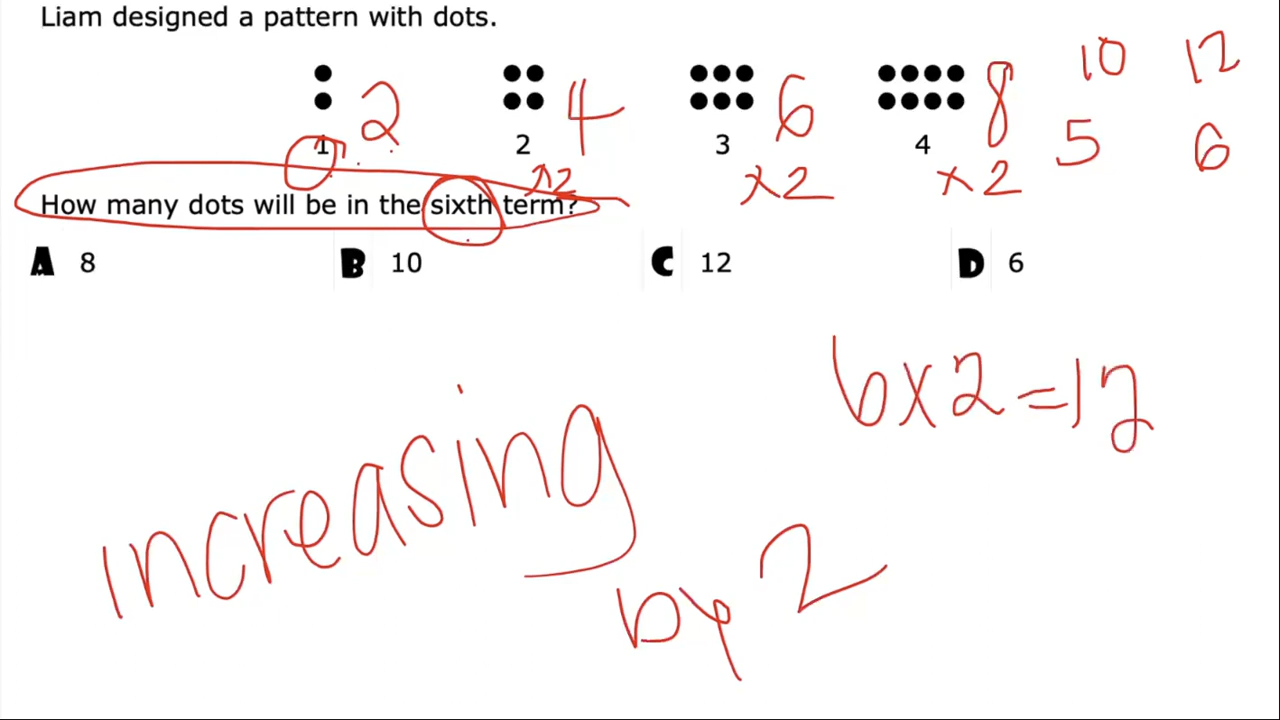 Liam designed a pattern with dots.
10 12
2 4 6 8
1 2 3 4 5 6
x2 x2 x2
How many dots will be in the sixth term?
A 8 B 10 C 12 D 6
6x2=12
increasing
by 2